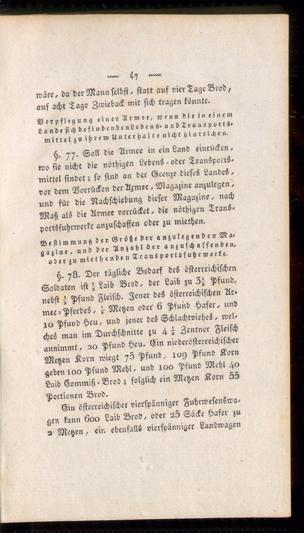 — 47 —
wäre, da der Mann selbst, statt auf vier Tage Brod,
auf acht Tage Zwieback mit sich tragen könnte.
Verpflegung einer Armee, wenn die in einem
Lande sich befindenden Lebens- und Transports-
mittel zu ihrem Unterhalte nicht hinreichen.
§. 77. Soll die Armee in ein Land einrücken,
wo sie nicht die nöthigen Lebens- oder Transports-
mittel findet; so sind an der Grenze dieses Landes,
vor dem Vorrücken der Armee, Magazine anzulegen,
und für die Nachschiebung dieser Magazine, nach
Maß als die Armee vorrücket, die nöthigen Trans-
portsfuhrwerke anzuschaffen oder zu miethen.
Bestimmung der Größe der anzulegenden Ma-
gazine, und der Anzahl der anzuschaffenden,
oder zu miethenden Transportsfuhrwerke.
§. 78. Der tägliche Bedarf des österreichischen
Soldaten ist ½ Laib Brod, der Laib zu 3½ Pfund,
nebst ½ Pfund Fleisch. Jener des österreichischen Ar-
mee-Pferdes, ⅛ Metzen oder 6 Pfund Hafer, und
10 Pfund Heu, und jener des Schlachtviehes, wel-
ches man im Durchschnitte zu 4½ Zentner Fleisch
annimmt, 20 Pfund Heu. Ein niederösterreichischer
Metzen Korn wiegt 75 Pfund, 109 Pfund Korn
geben 100 Pfund Mehl, und 100 Pfund Mehl 40
Laib Commiß-Brod; folglich ein Metzen Korn 55
Portionen Brod.
Ein österreichischer vierspänniger Fuhrwesenswa-
gen kann 600 Laib Brod, oder 25 Säcke Hafer zu
2 Metzen, ein ebenfalls vierspänniger Landwagen